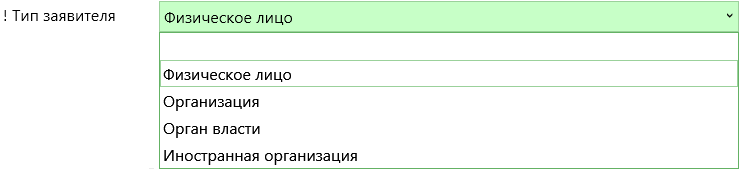 ! Тип заявителя Физическое лицо
Физическое лицо
Организация
Орган власти
Иностранная организация